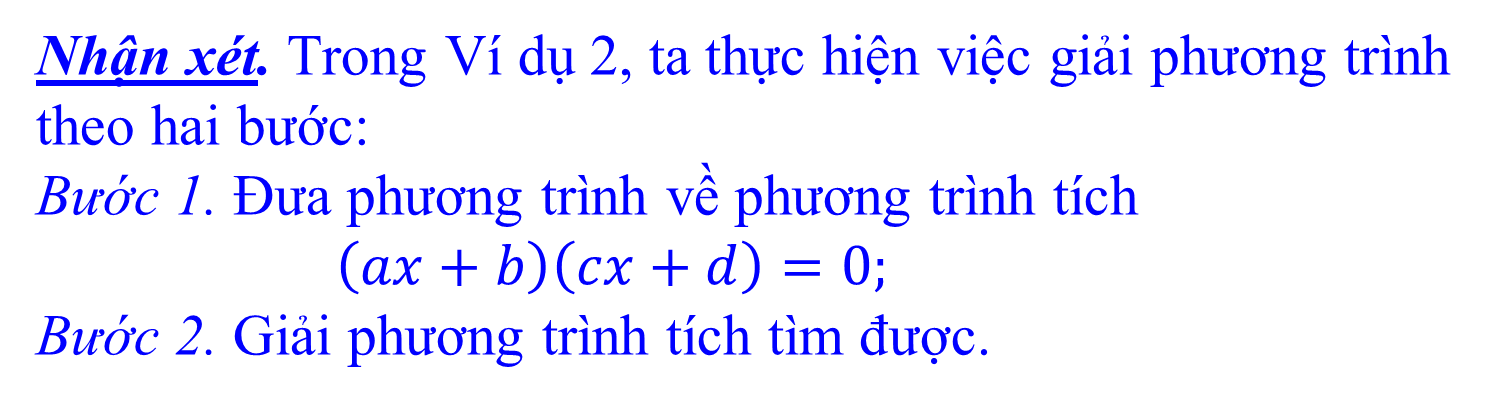 Nhận xét. Trong Ví dụ 2, ta thực hiện việc giải phương trình
theo hai bước:
Bước 1. Đưa phương trình về phương trình tích
(ax + b)(cx + d) = 0;
Bước 2. Giải phương trình tích tìm được.